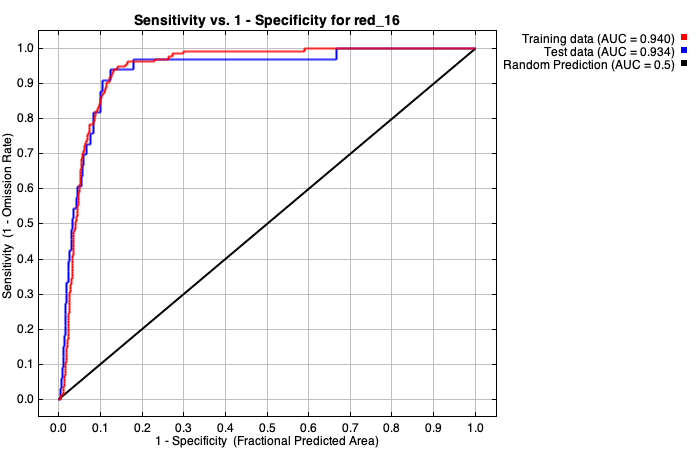 Sensitivity vs. 1 - Specificity for red_16
Training data (AUC = 0.940)
Test data (AUC = 0.934)
Random Prediction (AUC = 0.5)
Sensitivity (1 - Omission Rate)
1.0
0.9
0.8
0.7
0.6
0.5
0.4
0.3
0.2
0.1
0.0
0.0 0.1 0.2 0.3 0.4 0.5 0.6 0.7 0.8 0.9 1.0
1 - Specificity (Fractional Predicted Area)